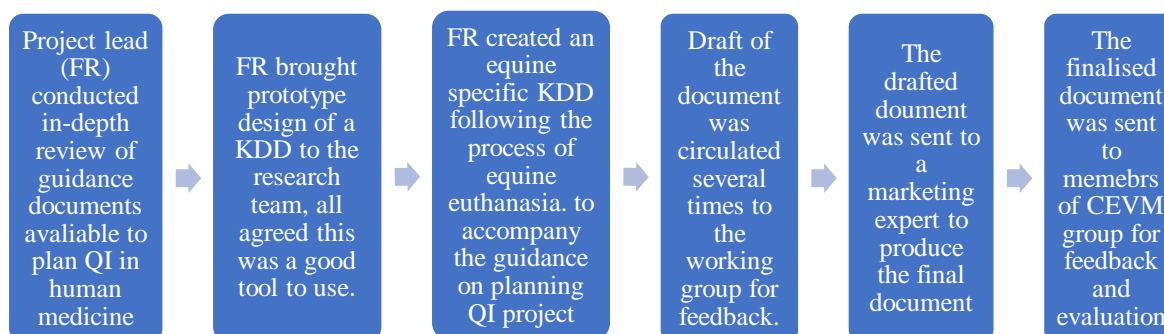 Project lead
(FR)
conducted
in-depth
review of
guidance
documents
avaliable to
plan QI in
human
medicine
FR brought
prototype
design of a
KDD to the
research
team, all
agreed this
was a good
tool to use.
FR created an
equine
specific KDD
following the
process of
equine
euthanasia. to
accompany
the guidance
on planning
QI project
Draft of
the
document
was
circulated
several
times to
the
working
group for
feedback.
The
drafted
doument
was sent to
a
marketing
expert to
produce
the final
document
The
finalised
document
was sent
to
memebrs
of CEVM
group for
feedback
and
evaluation